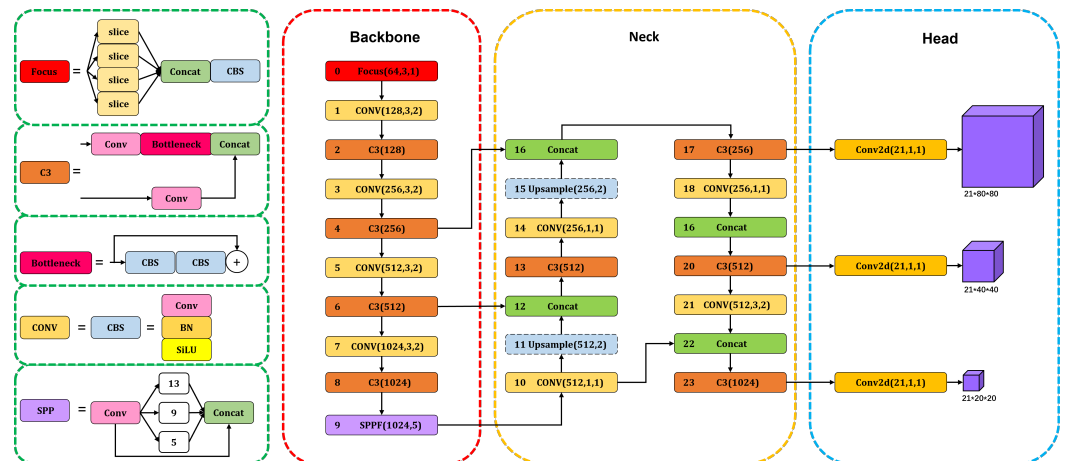 slice
slice
slice
slice
Focus
=
Concat
CBS
Conv
Bottleneck
Concat
C3
=
Conv
Bottleneck
=
CBS
CBS
+
CONV
=
CBS
=
Conv
BN
SiLU
SPP
=
Conv
13
9
5
Concat
Backbone
0 Focus(64,3,1)
1 CONV(128,3,2)
2 C3(128)
3 CONV(256,3,2)
4 C3(256)
5 CONV(512,3,2)
6 C3(512)
7 CONV(1024,3,2)
8 C3(1024)
9 SPPF(1024,5)
Neck
16 Concat
15 Upsample(256,2)
14 CONV(256,1,1)
13 C3(512)
12 Concat
11 Upsample(512,2)
10 CONV(512,1,1)
17 C3(256)
18 CONV(256,1,1)
16 Concat
20 C3(512)
21 CONV(512,3,2)
22 Concat
23 C3(1024)
Head
Conv2d(21,1,1)
21*80*80
Conv2d(21,1,1)
21*40*40
Conv2d(21,1,1)
21*20*20